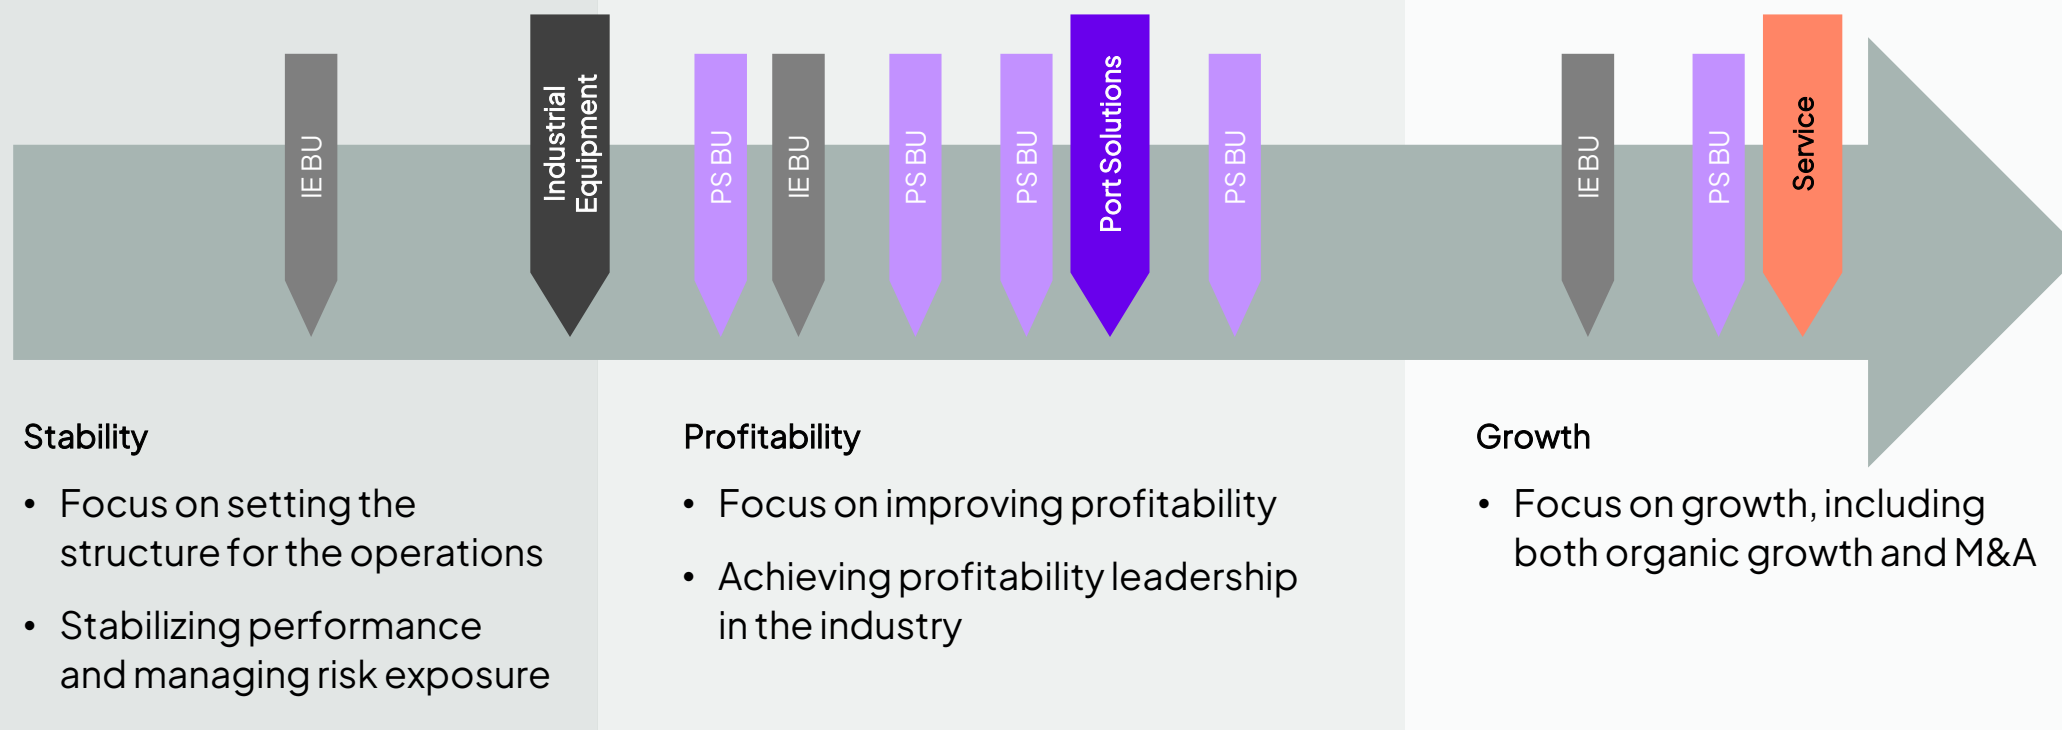 IE BU
Industrial
Equipment
PS BU
IE BU
PS BU
PS BU
Port Solutions
PS BU
IE BU
PS BU
Service
Stability
• Focus on setting the
structure for the operations
• Stabilizing performance
and managing risk exposure
Profitability
• Focus on improving profitability
• Achieving profitability leadership
in the industry
Growth
• Focus on growth, including
both organic growth and M&A